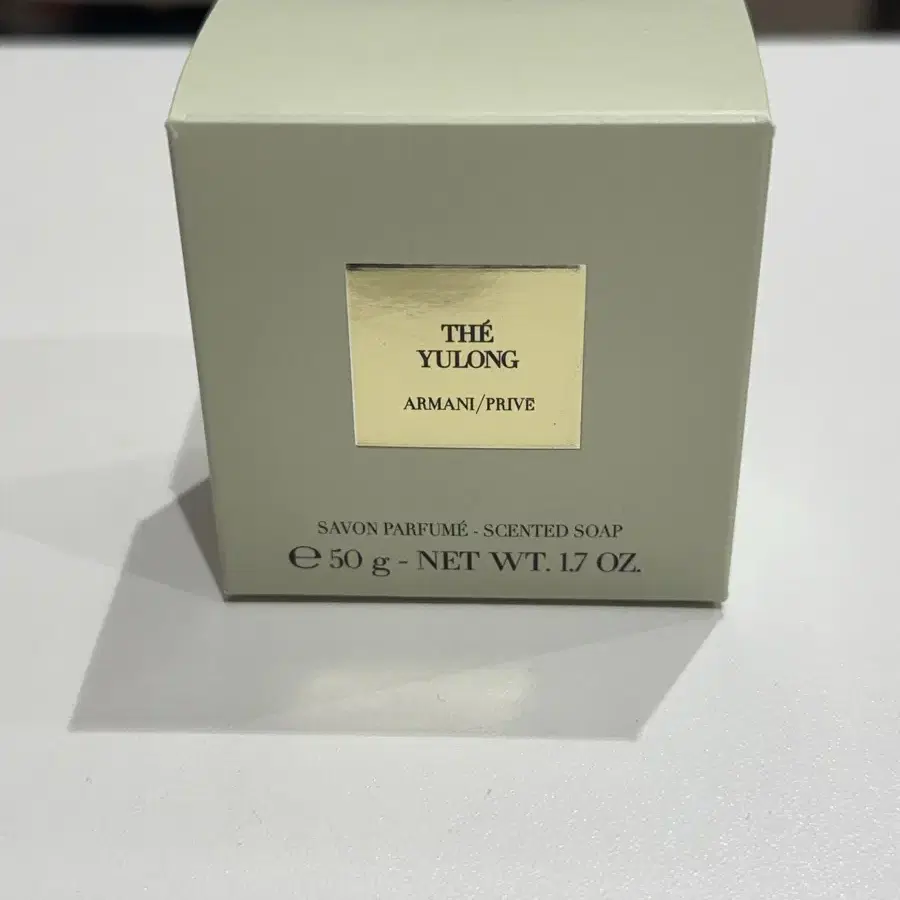 THÉ
YULONG
ARMANI/PRIVE
SAVON PARFUMÉ - SCENTED SOAP
℮ 50 g - NET WT. 1.7 OZ.